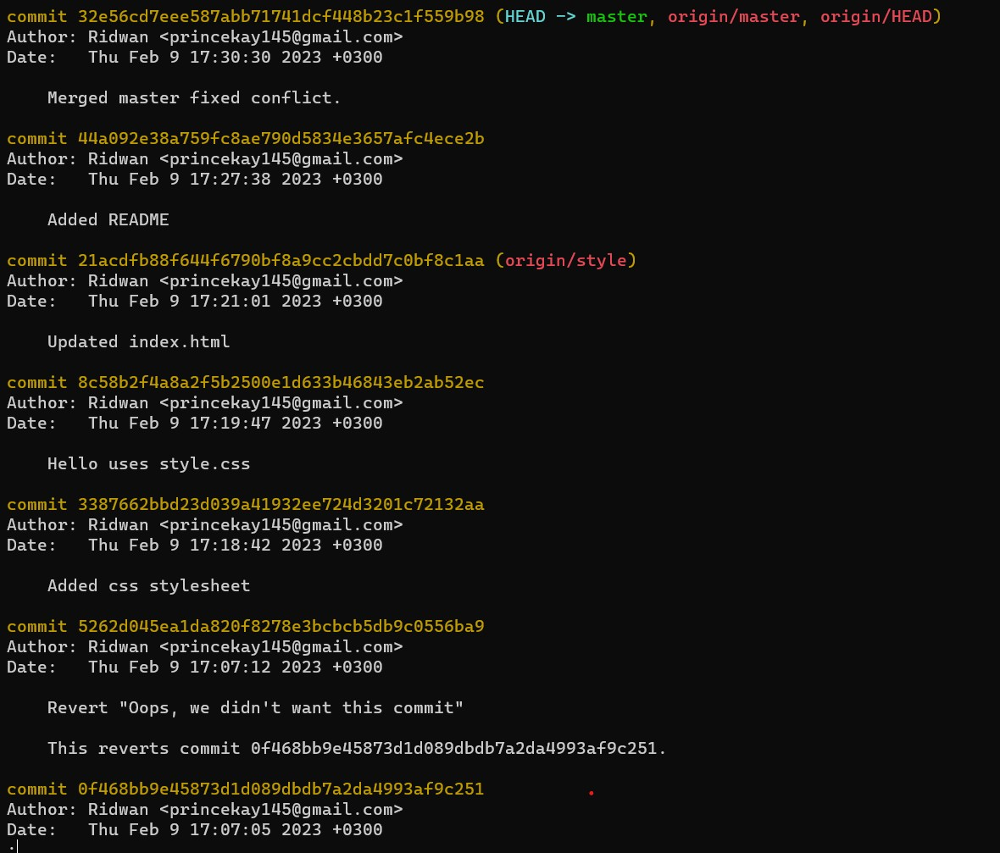 commit 32e56cd7eee587abb71741dcf448b23c1f559b98 (HEAD -> master, origin/master, origin/HEAD)
Author: Ridwan <princekay145@gmail.com>
Date:   Thu Feb 9 17:30:30 2023 +0300
    Merged master fixed conflict.
commit 44a092e38a759fc8ae790d5834e3657afc4ece2b
Author: Ridwan <princekay145@gmail.com>
Date:   Thu Feb 9 17:27:38 2023 +0300
    Added README
commit 21acdfb88f644f6790bf8a9cc2cbdd7c0bf8c1aa (origin/style)
Author: Ridwan <princekay145@gmail.com>
Date:   Thu Feb 9 17:21:01 2023 +0300
    Updated index.html
commit 8c58b2f4a8a2f5b2500e1d633b46843eb2ab52ec
Author: Ridwan <princekay145@gmail.com>
Date:   Thu Feb 9 17:19:47 2023 +0300
    Hello uses style.css
commit 3387662bbd23d039a41932ee724d3201c72132aa
Author: Ridwan <princekay145@gmail.com>
Date:   Thu Feb 9 17:18:42 2023 +0300
    Added css stylesheet
commit 5262d045ea1da820f8278e3bcbcb5db9c0556ba9
Author: Ridwan <princekay145@gmail.com>
Date:   Thu Feb 9 17:07:12 2023 +0300
    Revert "Oops, we didn't want this commit"
    This reverts commit 0f468bb9e45873d1d089dbdb7a2da4993af9c251.
commit 0f468bb9e45873d1d089dbdb7a2da4993af9c251
Author: Ridwan <princekay145@gmail.com>
Date:   Thu Feb 9 17:07:05 2023 +0300